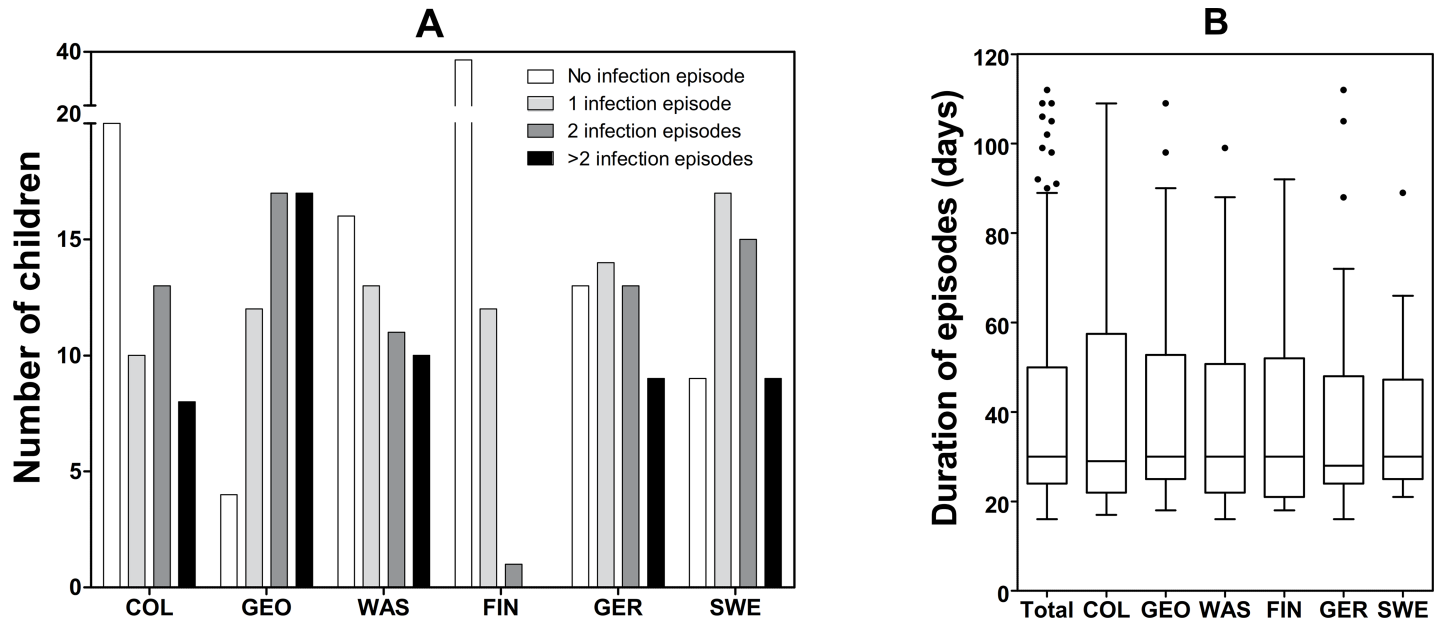 A
Number of children
40
20
15
10
5
0
No infection episode
1 infection episode
2 infection episodes
>2 infection episodes
COL GEO WAS FIN GER SWE
B
Duration of episodes (days)
120
100
80
60
40
20
0
Total COL GEO WAS FIN GER SWE